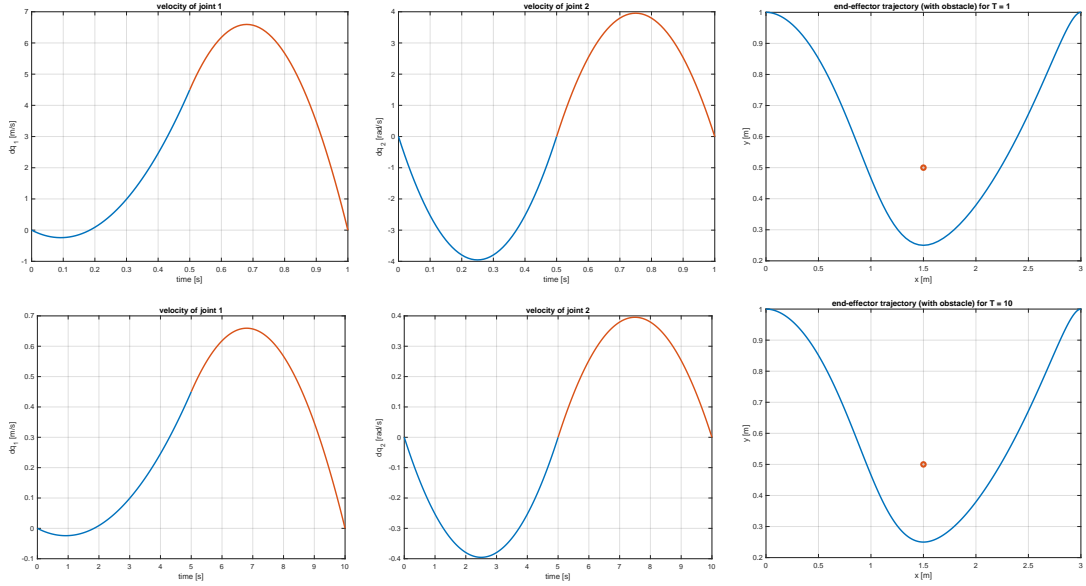 velocity of joint 1
7
6
5
4
3
2
1
0
-1
dq 1 [m/s]
0 0.1 0.2 0.3 0.4 0.5 0.6 0.7 0.8 0.9 1
time [s]
velocity of joint 2
4
3
2
1
0
-1
-2
-3
-4
dq 2 [rad/s]
0 0.1 0.2 0.3 0.4 0.5 0.6 0.7 0.8 0.9 1
time [s]
end-effector trajectory (with obstacle) for T = 1
1
0.9
0.8
0.7
0.6
0.5
0.4
0.3
0.2
y [m]
0 0.5 1 1.5 2 2.5 3
x [m]
velocity of joint 1
0.7
0.6
0.5
0.4
0.3
0.2
0.1
0
-0.1
dq 1 [m/s]
0 1 2 3 4 5 6 7 8 9 10
time [s]
velocity of joint 2
0.4
0.3
0.2
0.1
0
-0.1
-0.2
-0.3
-0.4
dq 2 [rad/s]
0 1 2 3 4 5 6 7 8 9 10
time [s]
end-effector trajectory (with obstacle) for T = 10
1
0.9
0.8
0.7
0.6
0.5
0.4
0.3
0.2
y [m]
0 0.5 1 1.5 2 2.5 3
x [m]